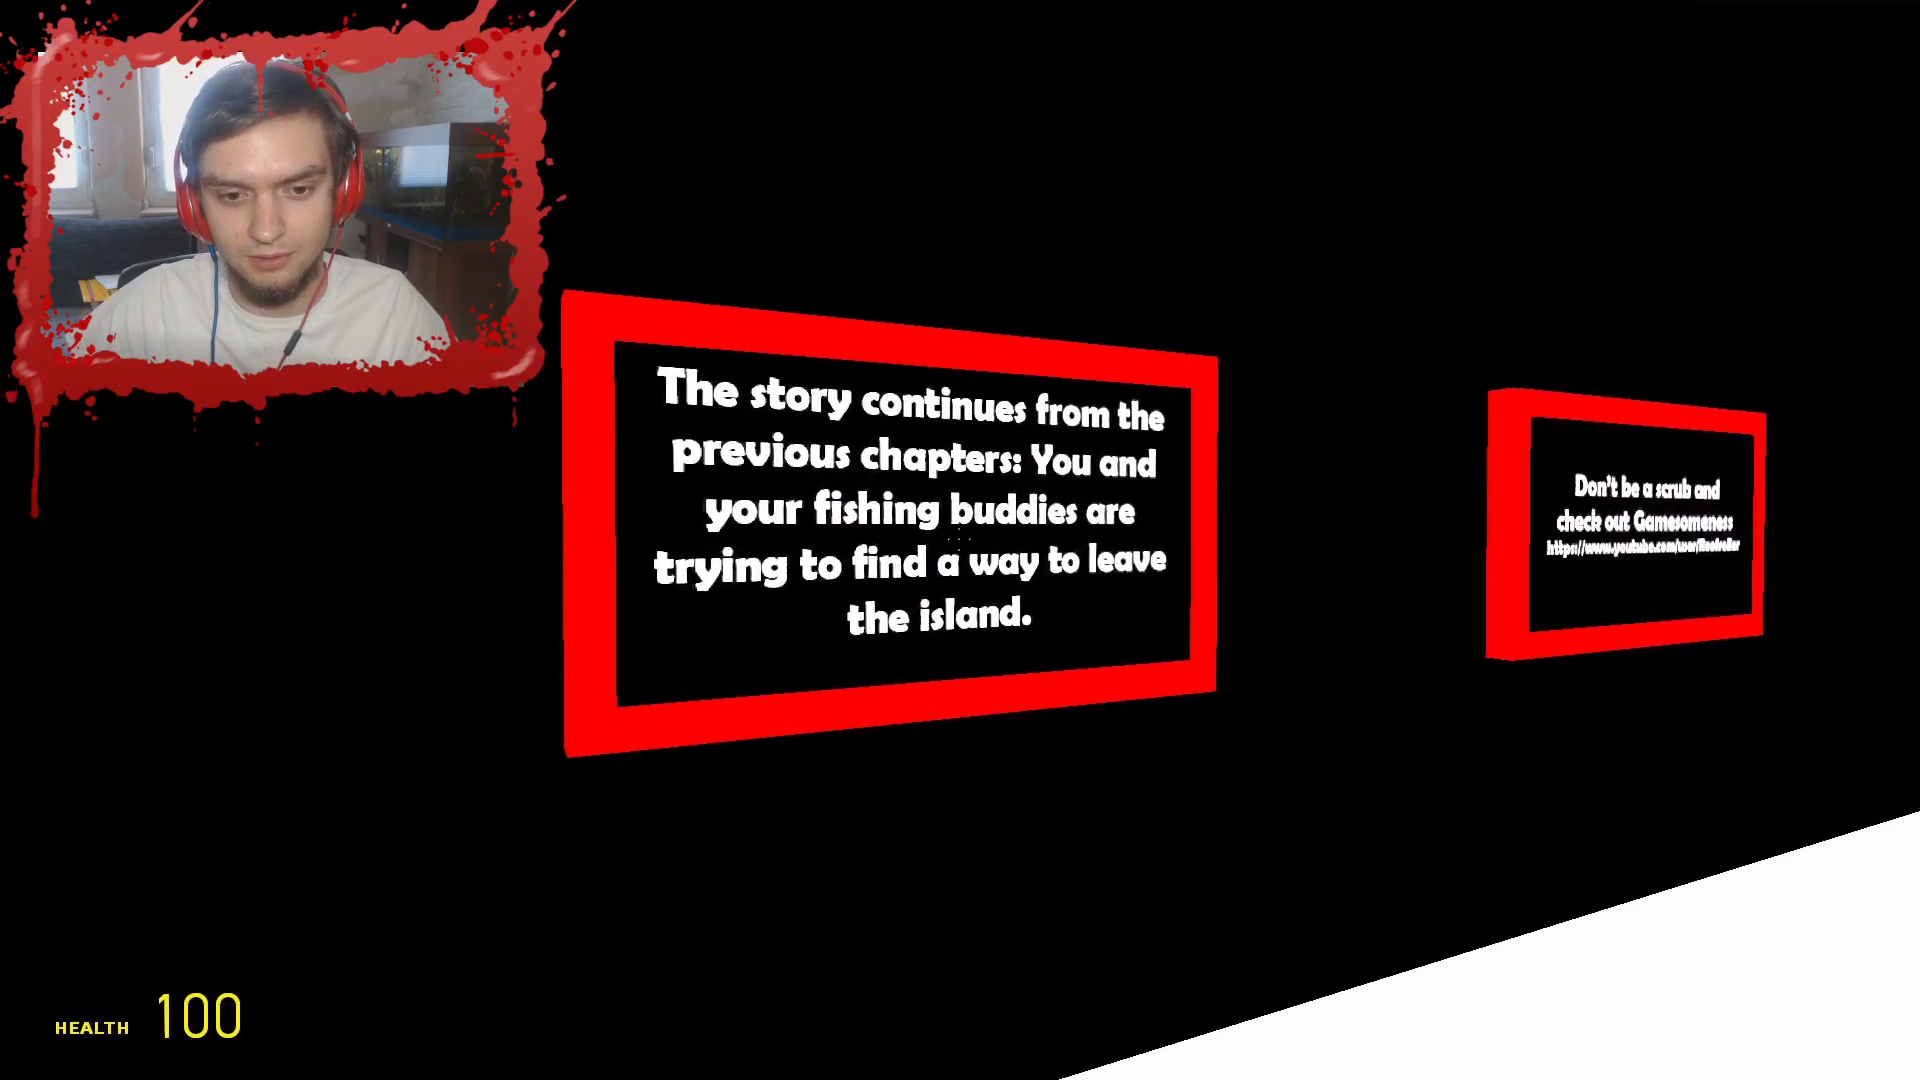 The story continues from the
previous chapters: You and
your fishing buddies are
trying to find a way to leave
the island.
Don't be a scrub and
check out Gamesomeness
HEALTH 100